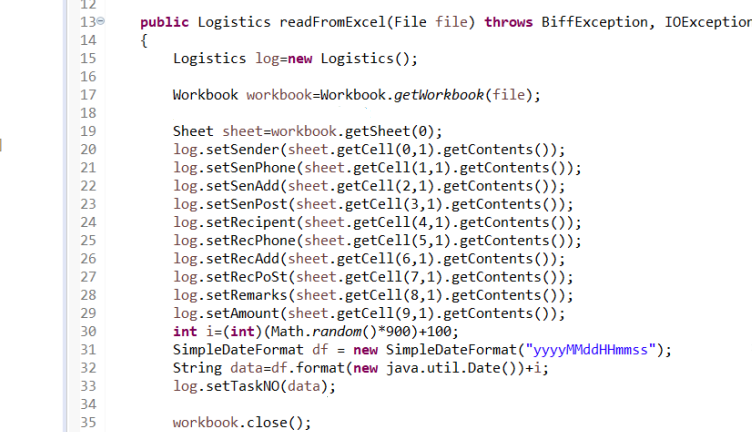 12
13 public Logistics readFromExcel(File file) throws BiffException, IOException
14 {
15 Logistics log=new Logistics();
16
17 Workbook workbook=Workbook.getWorkbook(file);
18
19 Sheet sheet=workbook.getSheet(0);
20 log.setSender(sheet.getCell(0,1).getContents());
21 log.setSenPhone(sheet.getCell(1,1).getContents());
22 log.setSenAdd(sheet.getCell(2,1).getContents());
23 log.setSenPost(sheet.getCell(3,1).getContents());
24 log.setRecipent(sheet.getCell(4,1).getContents());
25 log.setRecPhone(sheet.getCell(5,1).getContents());
26 log.setRecAdd(sheet.getCell(6,1).getContents());
27 log.setRecPoSt(sheet.getCell(7,1).getContents());
28 log.setRemarks(sheet.getCell(8,1).getContents());
29 log.setAmount(sheet.getCell(9,1).getContents());
30 int i=(int)(Math.random()*900)+100;
31 SimpleDateFormat df = new SimpleDateFormat("yyyyMMddHHmmss");
32 String data=df.format(new java.util.Date())+i;
33 log.setTaskNO(data);
34
35 workbook.close();